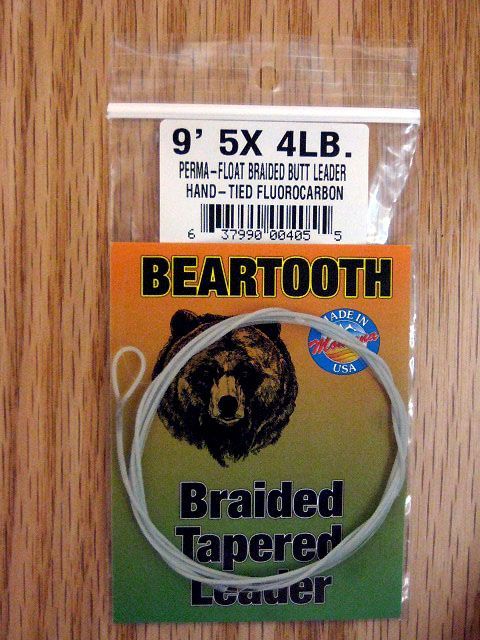 9' 5X 4LB.
PERMA-FLOAT BRAIDED BUTT LEADER
HAND-TIED FLUOROCARBON
6 37990 00405 5
BEARTOOTH
MADE IN
Montana
USA
Braided
Tapered
Leader